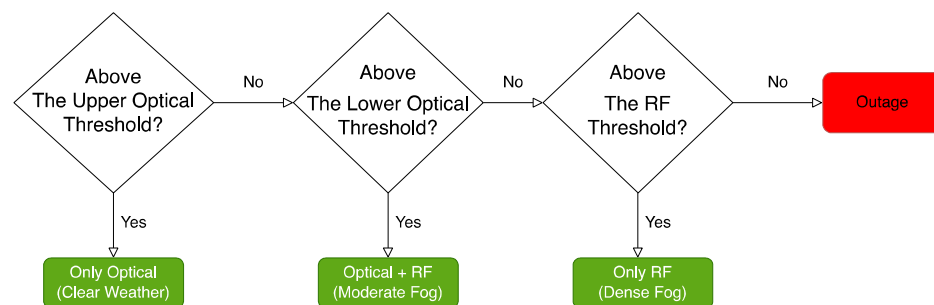 Above
The Upper Optical
Threshold?
No
Above
The Lower Optical
Threshold?
No
Above
The RF
Threshold?
No
Outage
Yes
Yes
Yes
Only Optical
(Clear Weather)
Optical + RF
(Moderate Fog)
Only RF
(Dense Fog)